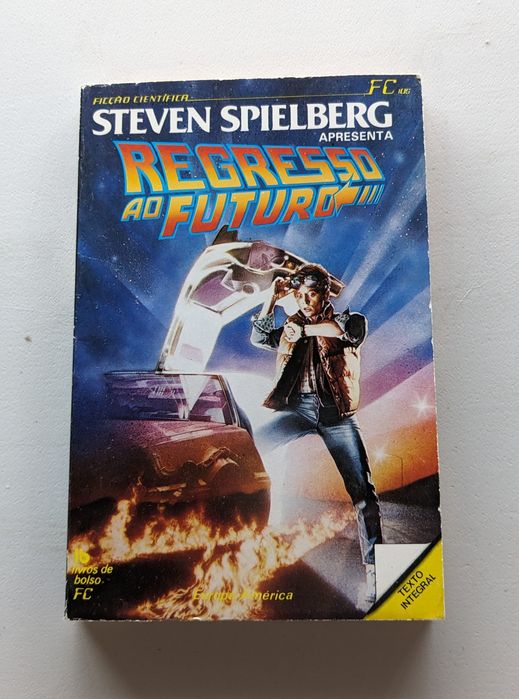 FICÇÃO CIENTÍFICA
FC 106
STEVEN SPIELBERG
APRESENTA
REGRESSO
AO FUTURO
livros de
bolso
FC
Europa-América
TEXTO
INTEGRAL